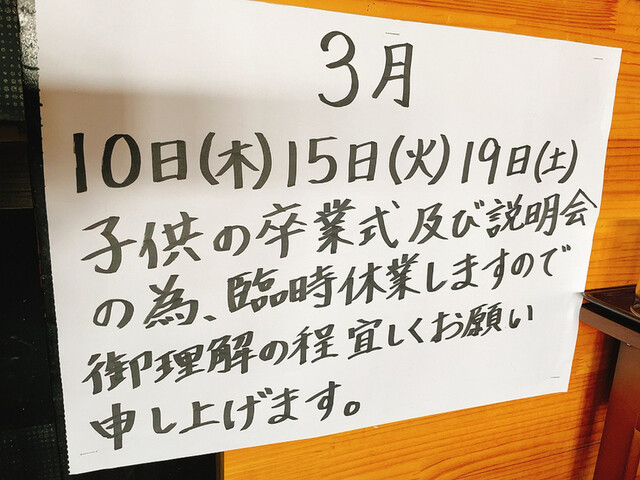 3月
10日(木)15日(火)19日(土)
子供の卒業式及び説明会
の為、臨時休業しますので
御理解の程宜しくお願い
申し上げます。